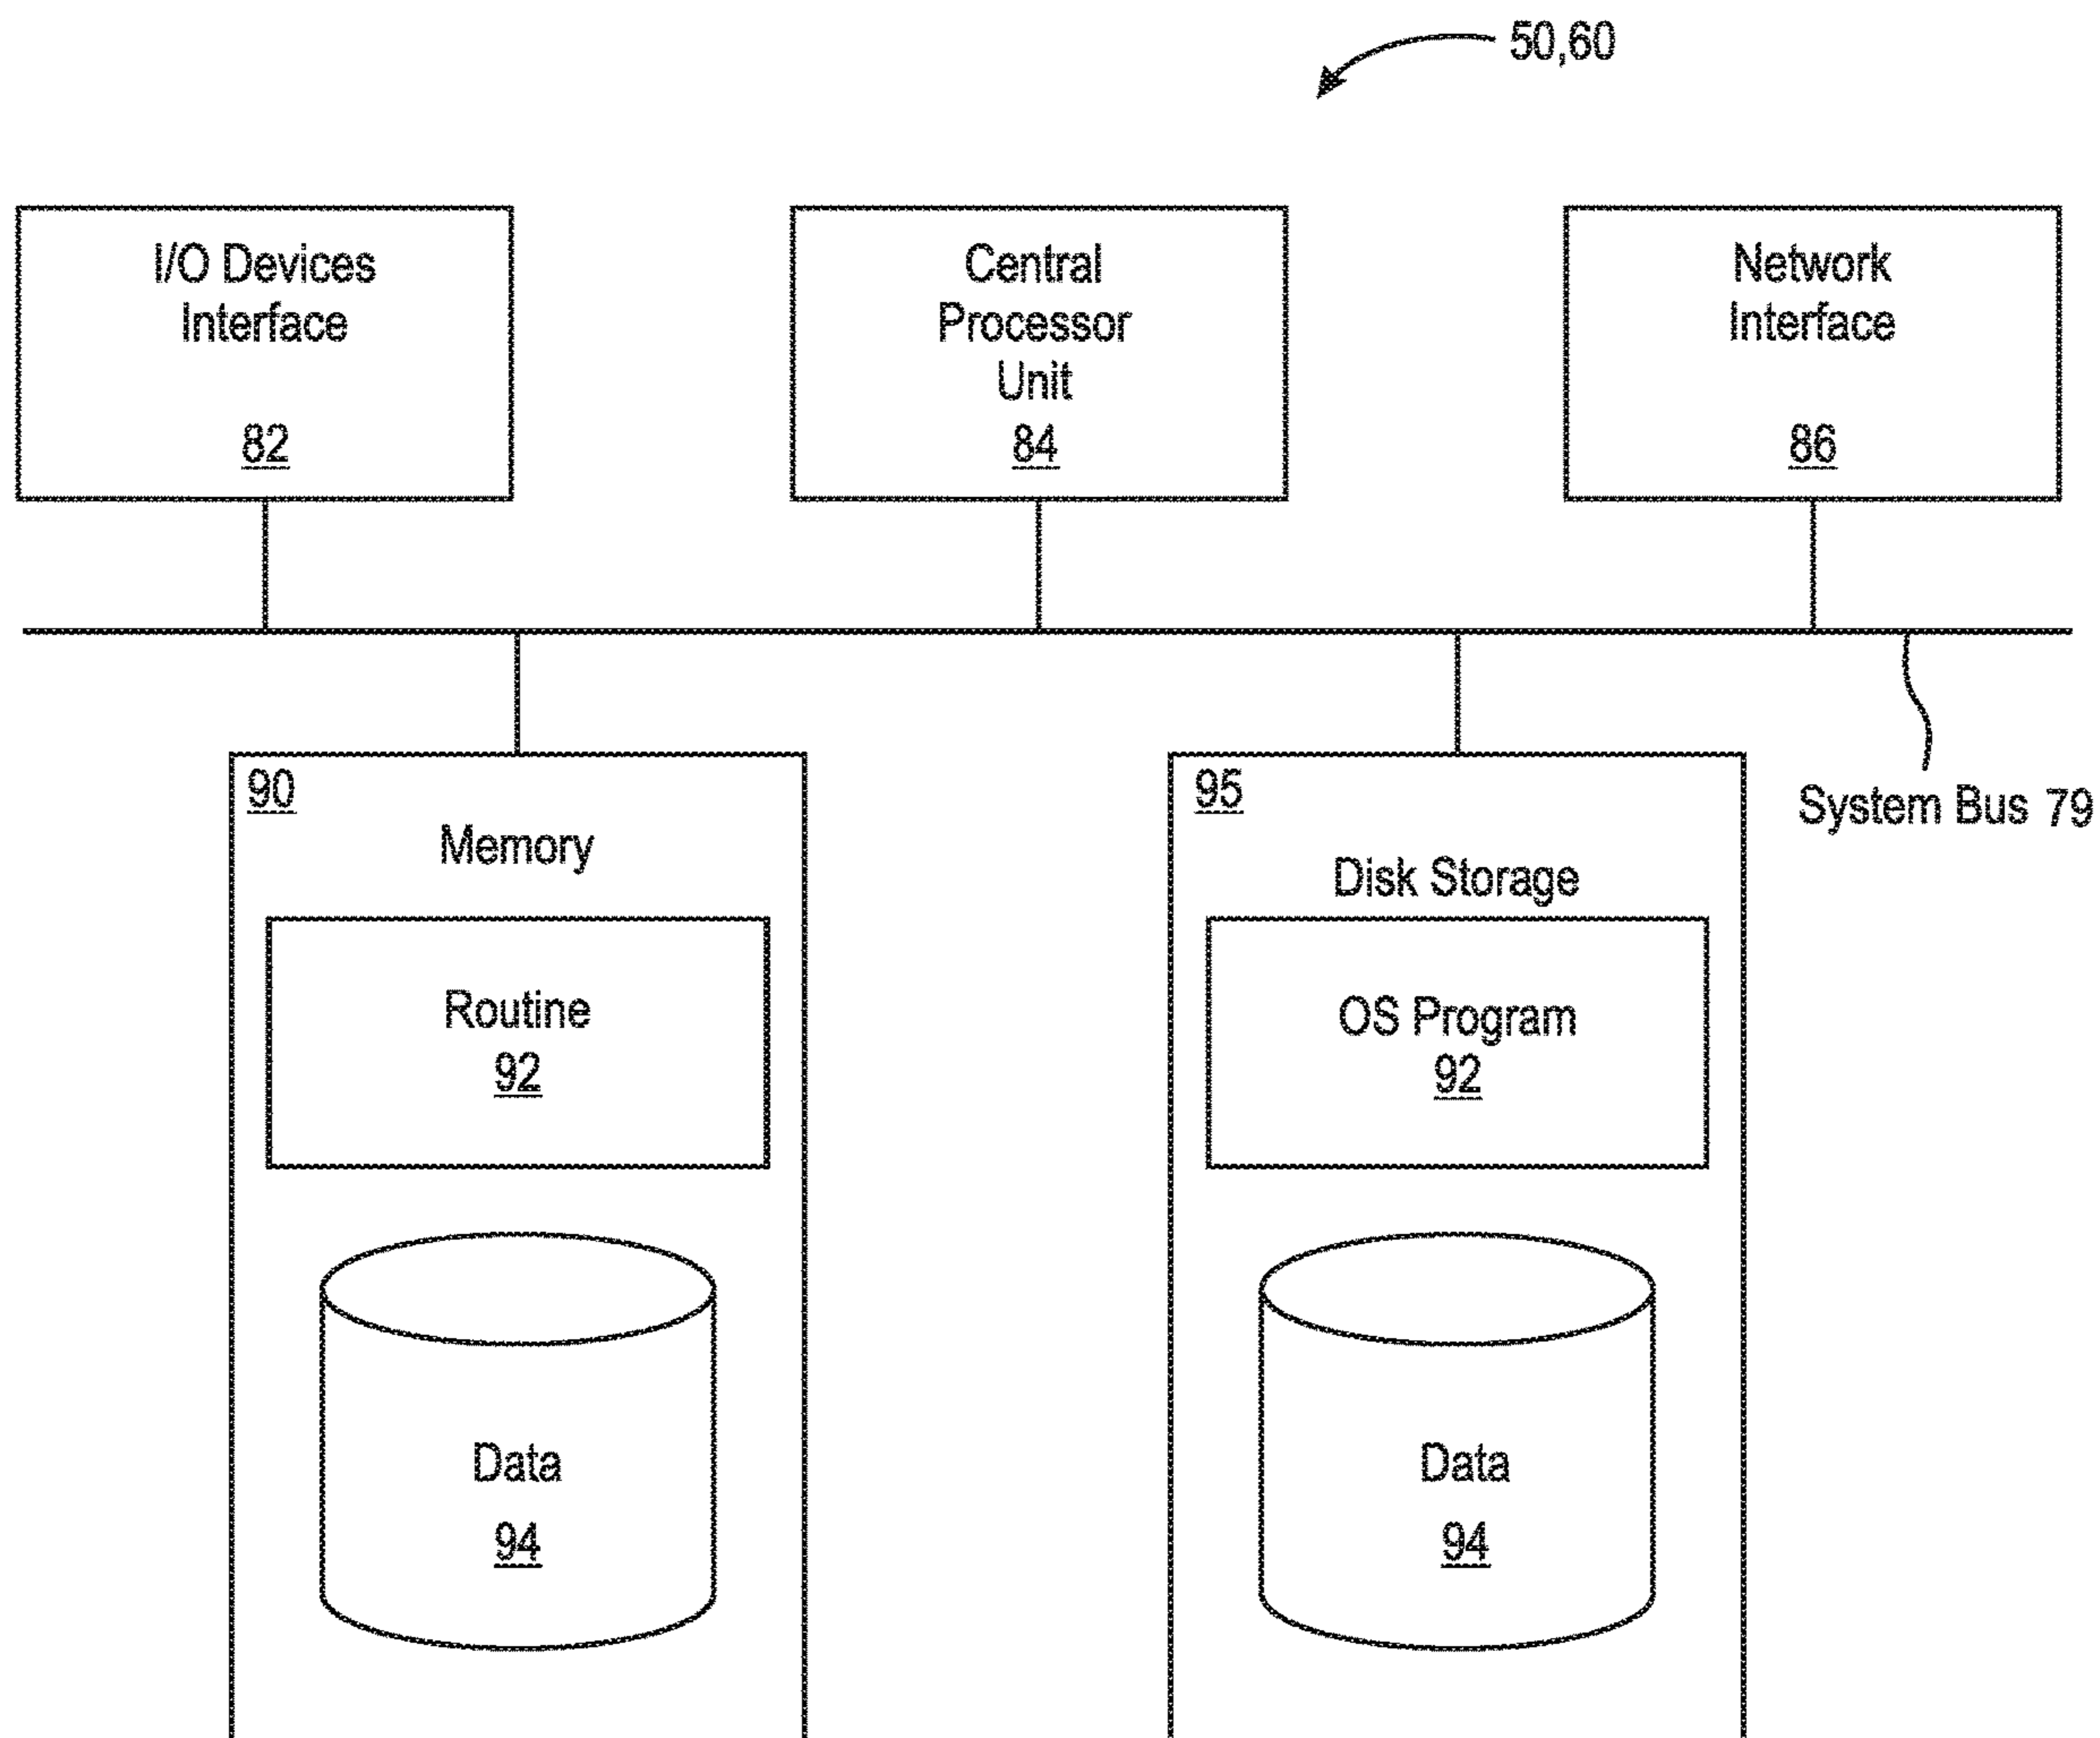 50,60
I/O Devices
Interface
82
Central
Processor
Unit
84
Network
Interface
86
System Bus 79
90
Memory
Routine
92
Data
94
95
Disk Storage
OS Program
92
Data
94